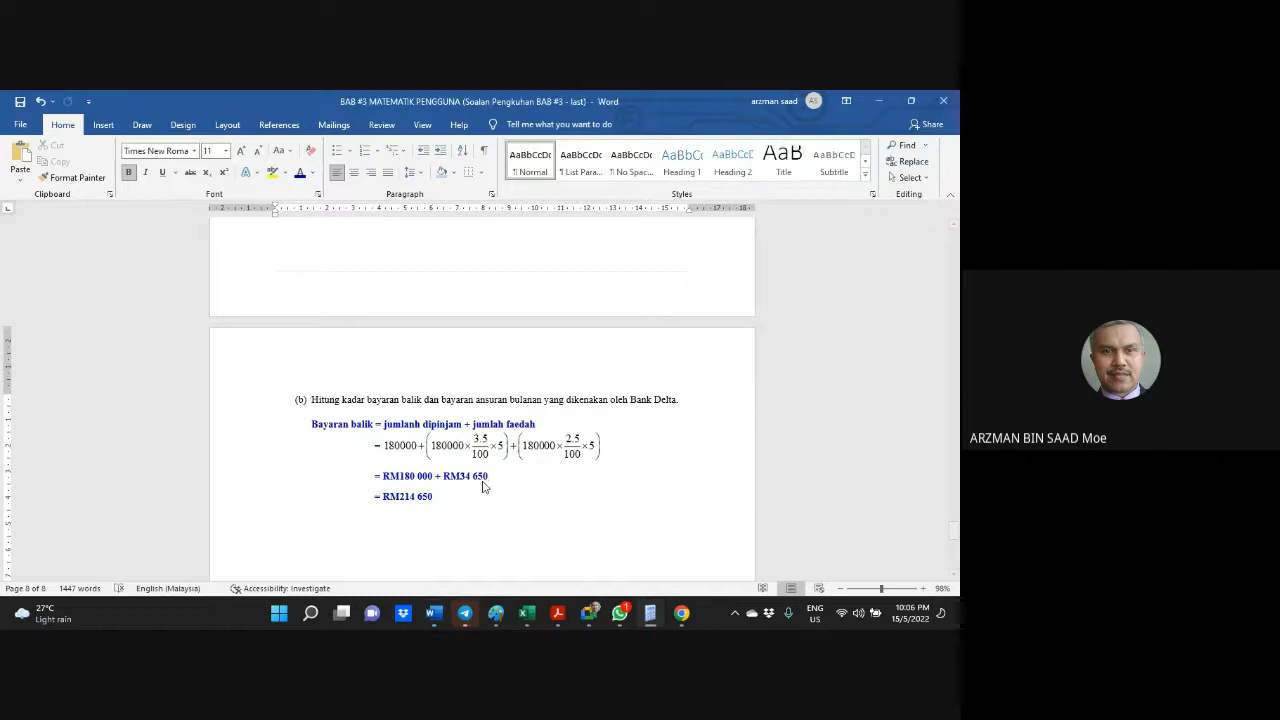 BAB #3 MATEMATIK PENGGUNA (Soalan Pengkuhan BAB #3 - last) - Word
arzman saad
AS
File Home Insert Draw Design Layout References Mailings Review View Help Tell me what you want to do
Share
Paste
Cut
Copy
Format Painter
Clipboard
Times New Roma
11
Font
Paragraph
AaBbCcDc
¶ Normal
AaBbCcDc
¶ List Para...
AaBbCcDc
¶ No Spac...
AaBbCc
Heading 1
AaBbCcE
Heading 2
AaB
Title
AaBbCcD
Subtitle
Styles
Find
Replace
Select
Editing
(b) Hitung kadar bayaran balik dan bayaran ansuran bulanan yang dikenakan oleh Bank Delta.
Bayaran balik = jumlanh dipinjam + jumlah faedah
= 180000+(180000×3.5/100×5)+(180000×2.5/100×5)
= RM180 000 + RM34 650
= RM214 650
ARZMAN BIN SAAD Moe
Page 8 of 8 1447 words English (Malaysia) Accessibility: Investigate
98%
27°C
Light rain
1
ENG
US
10:06 PM
15/5/2022